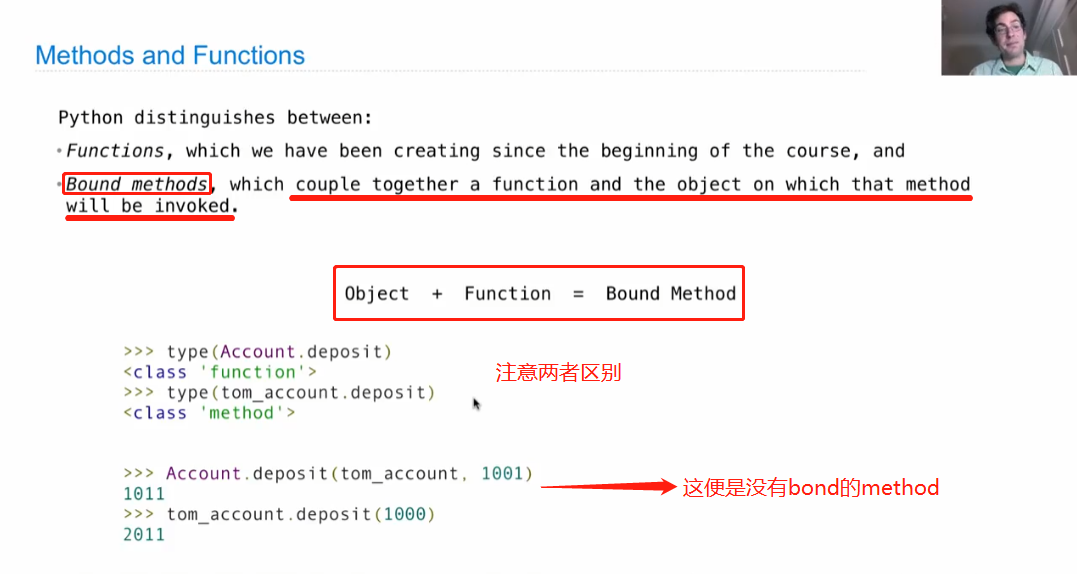 Methods and Functions
Python distinguishes between:
•Functions, which we have been creating since the beginning of the course, and
•Bound methods, which couple together a function and the object on which that method
will be invoked.
Object + Function = Bound Method
>>> type(Account.deposit)
<class 'function'>
注意两者区别
>>> type(tom_account.deposit)
<class 'method'>
>>> Account.deposit(tom_account, 1001)
这便是没有bond的method
1011
>>> tom_account.deposit(1000)
2011